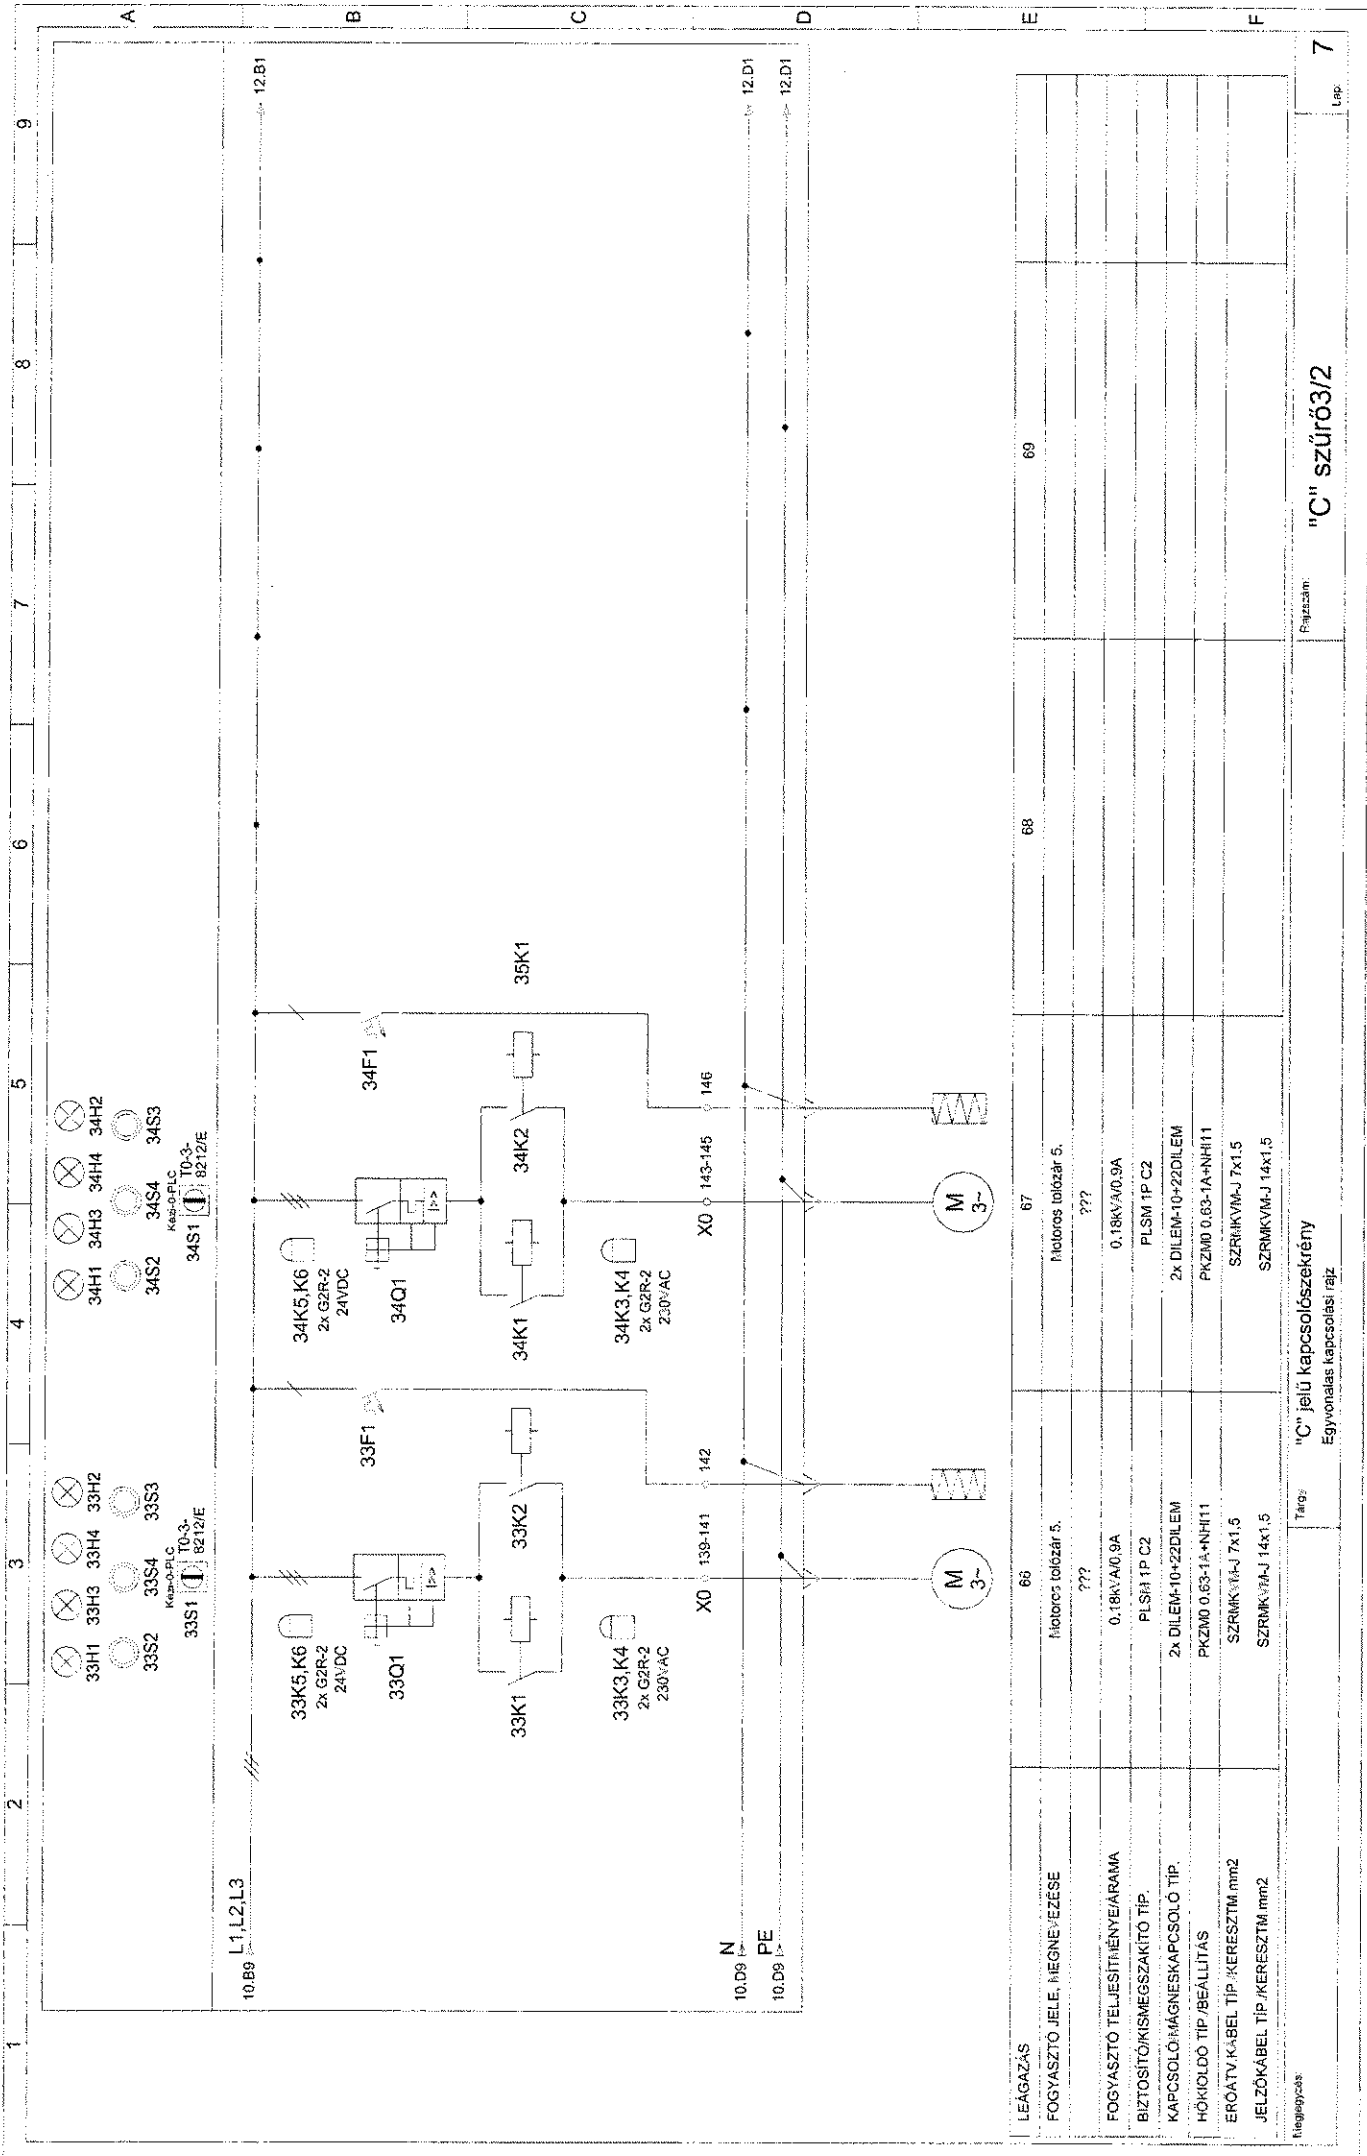 1 2 3 4 5 6 7 8 9
A
B
C
D
E
F
33H1 33H3 33H4 33H2
33S2 33S4 33S3
Kézi-0-PLC
33S1 T0-3-
8212/E
34H1 34H3 34H4 34H2
34S2 34S4 34S3
Kézi-0-PLC
34S1 T0-3-
8212/E
L1,L2,L3
10.B9
12.B1
33K5,K6
2x G2R-2
24VDC
33Q1
I>>
33F1
33K1
33K2
33K3,K4
2x G2R-2
230VAC
34K5,K6
2x G2R-2
24VDC
34Q1
I>>
34F1
34K1
34K2
35K1
34K3,K4
2x G2R-2
230VAC
X0 139-141
142
X0 143-145
146
N
10.D9
12.D1
PE
10.D9
12.D1
M
3~
M
3~
LEÁGAZÁS 66 67 68 69
FOGYASZTÓ JELE, MEGNEVEZÉSE Motoros tolózár 5. Motoros tolózár 5.
??? ???
FOGYASZTÓ TELJESÍTMÉNYE/ÁRAMA 0,18kVA/0,9A 0,18kVA/0,9A
BIZTOSÍTÓ/KISMEGSZAKÍTÓ TÍP. PLSM 1P C2 PLSM 1P C2
KAPCSOLÓ/MÁGNESKAPCSOLÓ TÍP. 2x DILEM-10+22DILEM 2x DILEM-10+22DILEM
HŐKIOLDÓ TÍP./BEÁLLÍTÁS PKZM0 0.63-1A+NHI11 PKZM0 0.63-1A+NHI11
ERŐÁTV.KÁBEL TÍP./KERESZTM.mm2 SZRMKVM-J 7x1,5 SZRMKVM-J 7x1,5
JELZŐKÁBEL TÍP./KERESZTM.mm2 SZRMKVM-J 14x1,5 SZRMKVM-J 14x1,5
Megjegyzés:
Tárgy: "C" jelű kapcsolószekrény
Egyvonalas kapcsolási rajz
Rajzszám: "C" szűrő3/2
Lap: 7